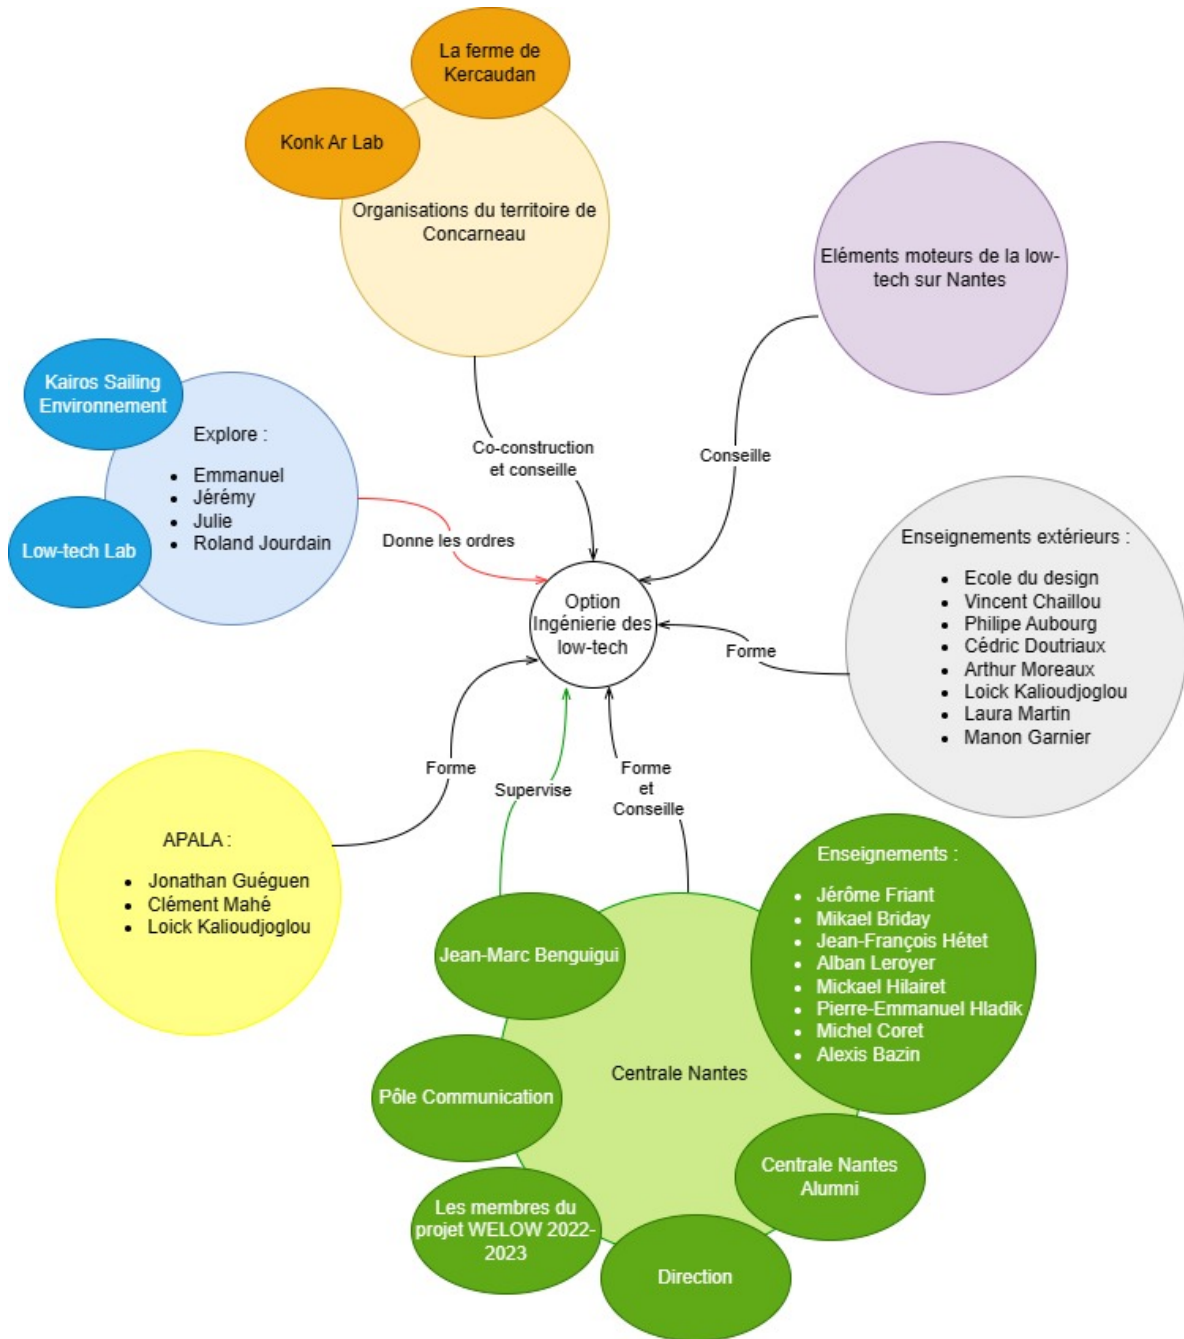 La ferme de
Kercaudan
Konk Ar Lab
Organisations du territoire de
Concarneau
Eléments moteurs de la low-
tech sur Nantes
Kairos Sailing
Environnement
Explore :
Emmanuel
Jérémy
Julie
Roland Jourdain
Low-tech Lab
Co-construction
et conseille
Conseille
Donne les ordres
Enseignements extérieurs :
Ecole du design
Vincent Chaillou
Philipe Aubourg
Cédric Doutriaux
Arthur Moreaux
Loick Kalioudjoglou
Laura Martin
Manon Garnier
Option
Ingénierie des
low-tech
Forme
Forme
Supervise
Forme
et
Conseille
APALA :
Jonathan Guéguen
Clément Mahé
Loick Kalioudjoglou
Enseignements :
Jérôme Friant
Mikael Briday
Jean-François Hétet
Alban Leroyer
Mickael Hilairet
Pierre-Emmanuel Hladik
Michel Coret
Alexis Bazin
Jean-Marc Benguigui
Centrale Nantes
Pôle Communication
Centrale Nantes
Alumni
Les membres du
projet WELOW 2022-
2023
Direction